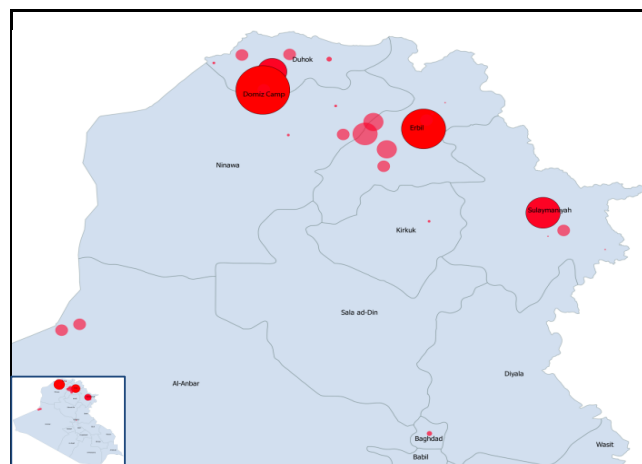 Duhok
Domiz Camp
Erbil
Ninawa
Sulaymaniyah
Kirkuk
Sala ad-Din
Diyala
Al-Anbar
Baghdad
Wasit
Babil